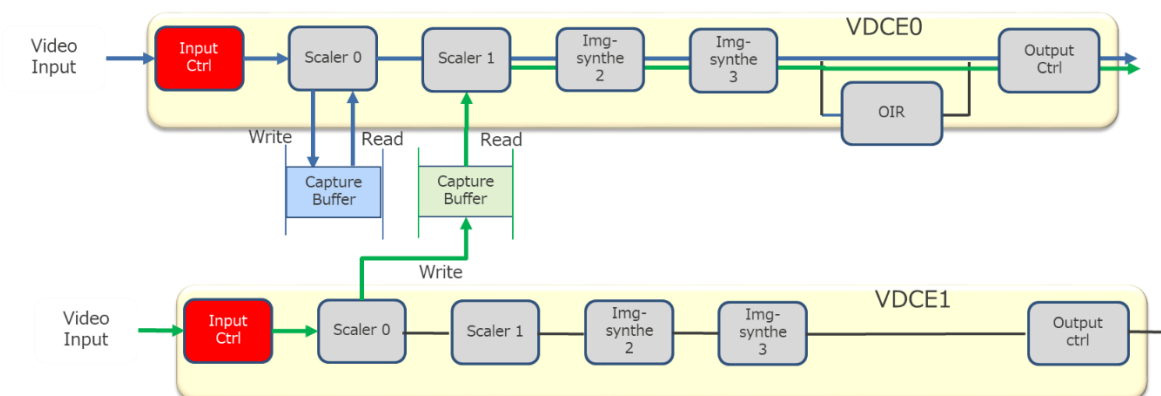 VDCE0
Video
Input
Input
Ctrl
Scaler 0
Scaler 1
Img-
synthe
2
Img-
synthe
3
Output
Ctrl
OIR
Write
Read
Read
Capture
Buffer
Capture
Buffer
Write
VDCE1
Video
Input
Input
Ctrl
Scaler 0
Scaler 1
Img-
synthe
2
Img-
synthe
3
Output
ctrl